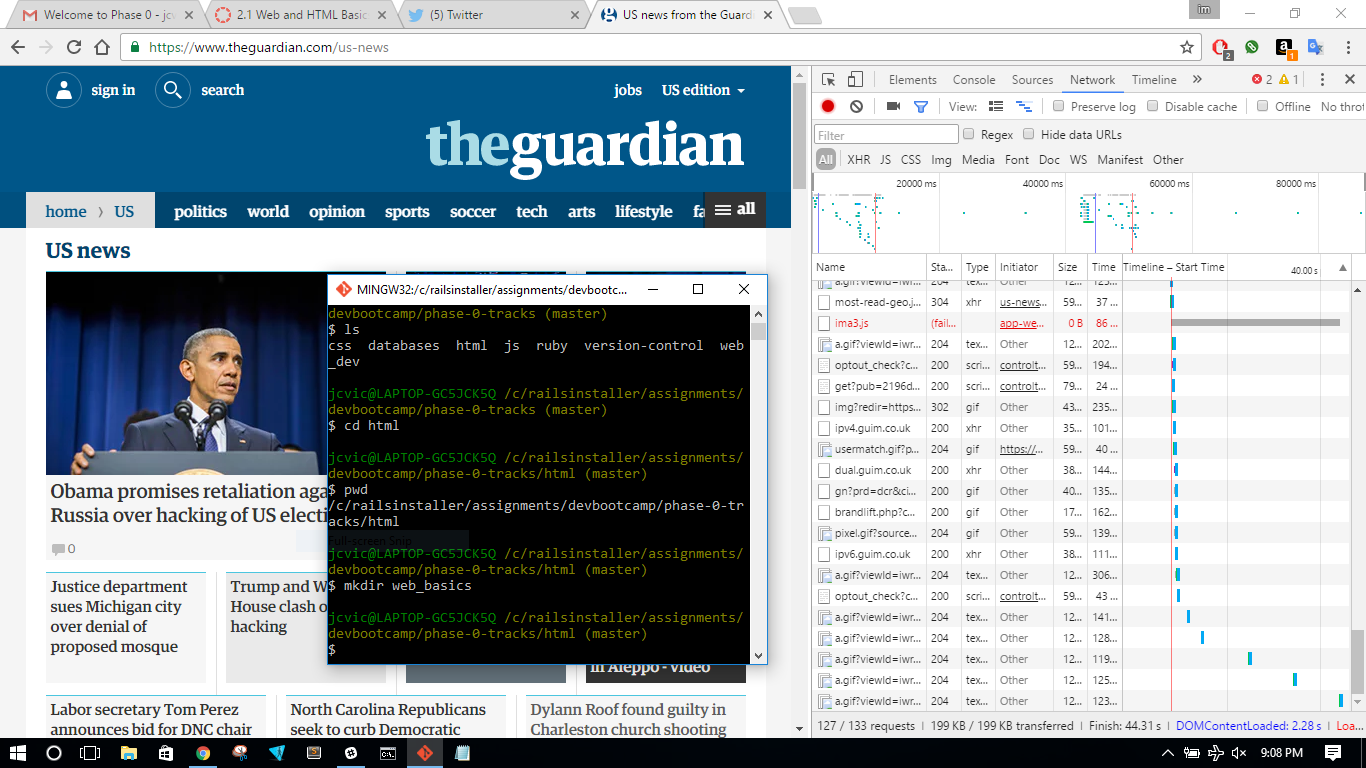 Welcome to Phase 0 - jcv
2.1 Web and HTML Basic
(5) Twitter
US news from the Guard
im
https://www.theguardian.com/us-news
2
1
sign in
search
jobs
US edition
theguardian
home
US
politics
world
opinion
sports
soccer
tech
arts
lifestyle
fa
all
US news
Obama promises retaliation aga
Russia over hacking of US electi
0
Justice department
sues Michigan city
over denial of
proposed mosque
Trump and W
House clash o
hacking
in Aleppo - video
Labor secretary Tom Perez
announces bid for DNC chair
North Carolina Republicans
seek to curb Democratic
Dylann Roof found guilty in
Charleston church shooting
MINGW32:/c/railsinstaller/assignments/devbootc...
devbootcamp/phase-0-tracks (master)
$ ls
css databases html js ruby version-control web
_dev
jcvic@LAPTOP-GC5JCK5Q /c/railsinstaller/assignments/
devbootcamp/phase-0-tracks (master)
$ cd html
jcvic@LAPTOP-GC5JCK5Q /c/railsinstaller/assignments/
devbootcamp/phase-0-tracks/html (master)
$ pwd
/c/railsinstaller/assignments/devbootcamp/phase-0-tr
acks/html
Full-screen Snip
jcvic@LAPTOP-GC5JCK5Q /c/railsinstaller/assignments/
devbootcamp/phase-0-tracks/html (master)
$ mkdir web_basics
jcvic@LAPTOP-GC5JCK5Q /c/railsinstaller/assignments/
devbootcamp/phase-0-tracks/html (master)
$
Elements Console Sources Network Timeline » 2 1
View: Preserve log Disable cache Offline No throt
Filter Regex Hide data URLs
All XHR JS CSS Img Media Font Doc WS Manifest Other
20000 ms 40000 ms 60000 ms 80000 ms
Name Sta... Type Initiator Size Time Timeline – Start Time 40.00 s
a.gif?viewId=iwr... 204 tex... Other 12... 123...
most-read-geo.j... 304 xhr us-news... 59... 37 ...
ima3.js (fail... app-we... 0 B 86 ...
a.gif?viewId=iwr... 204 tex... Other 12... 202...
optout_check?c... 200 scri... controlt... 59... 194...
get?pub=2196d... 200 scri... controlt... 79... 24 ...
img?redir=https... 302 gif Other 43... 235...
ipv4.guim.co.uk 200 xhr Other 35... 101...
usermatch.gif?p... 204 gif https://... 59... 40 ...
dual.guim.co.uk 200 xhr Other 38... 144...
gn?prd=dcr&ci... 200 gif Other 40... 135...
brandlift.php?c... 200 gif Other 17... 162...
pixel.gif?source... 204 gif Other 59... 139...
ipv6.guim.co.uk 200 xhr Other 38... 111...
a.gif?viewId=iwr... 204 tex... Other 12... 306...
optout_check?c... 200 scri... controlt... 59... 43 ...
a.gif?viewId=iwr... 204 tex... Other 12... 141...
a.gif?viewId=iwr... 204 tex... Other 12... 128...
a.gif?viewId=iwr... 204 tex... Other 12... 119...
a.gif?viewId=iwr... 204 tex... Other 12... 125...
a.gif?viewId=iwr... 204 tex... Other 12... 123...
127 / 133 requests | 199 KB / 199 KB transferred | Finish: 44.31 s | DOMContentLoaded: 2.28 s | Loa...
9:08 PM